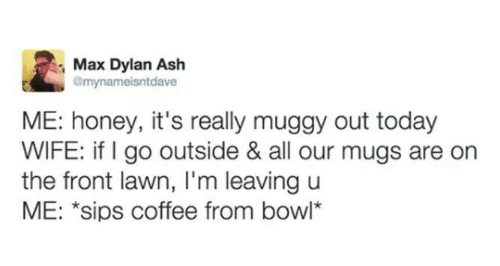 Max Dylan Ash
@mynameisntdave
ME: honey, it's really muggy out today
WIFE: if I go outside & all our mugs are on
the front lawn, I'm leaving u
ME: *sips coffee from bowl*